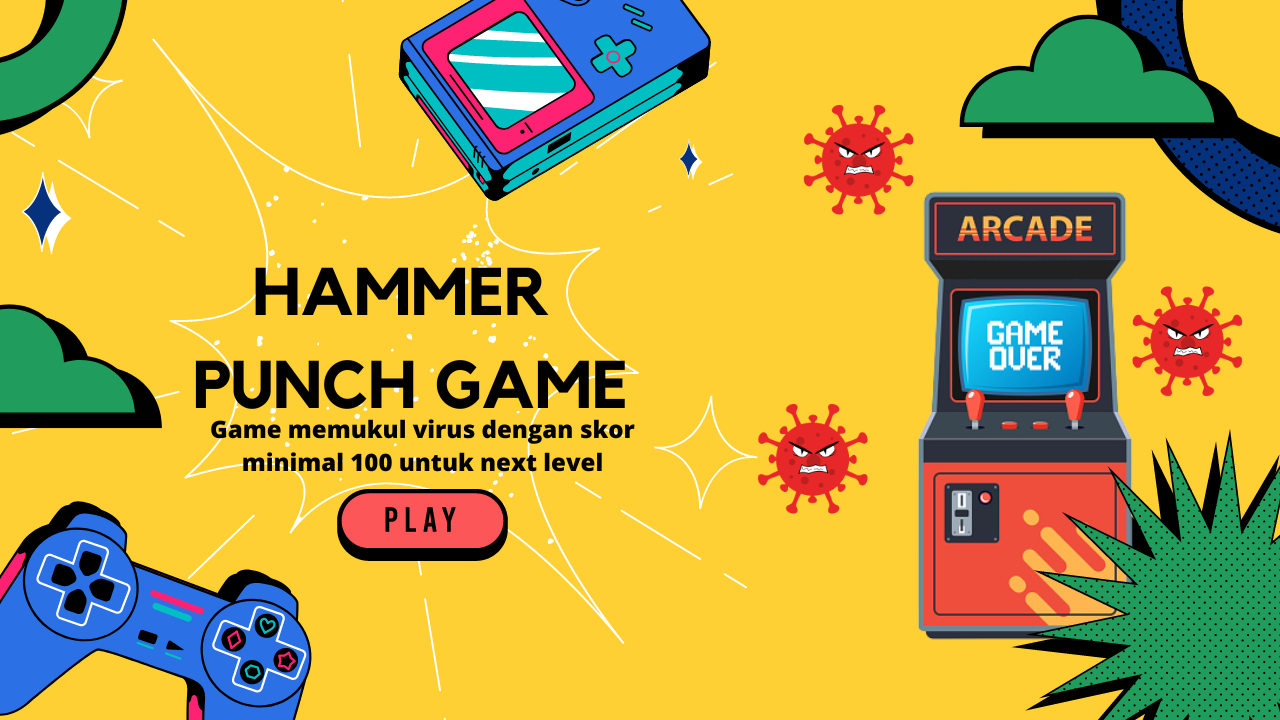 ARCADE
HAMMER
GAME
OVER
PUNCH GAME
Game memukul virus dengan skor
minimal 100 untuk next level
PLAY